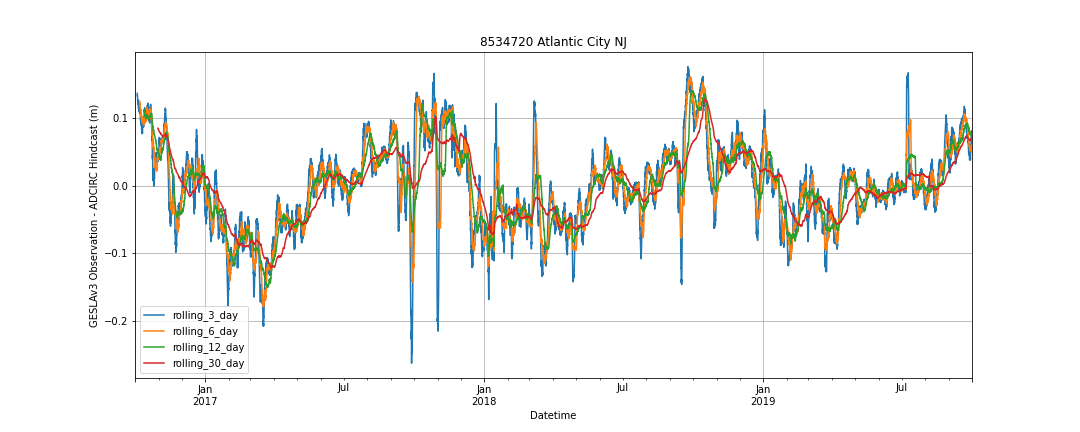 8534720 Atlantic City NJ
GESLAv3 Observation - ADCIRC Hindcast (m)
0.1
0.0
−0.1
−0.2
rolling_3_day
rolling_6_day
rolling_12_day
rolling_30_day
Jan
2017
Jul
Jan
2018
Jul
Jan
2019
Jul
Datetime